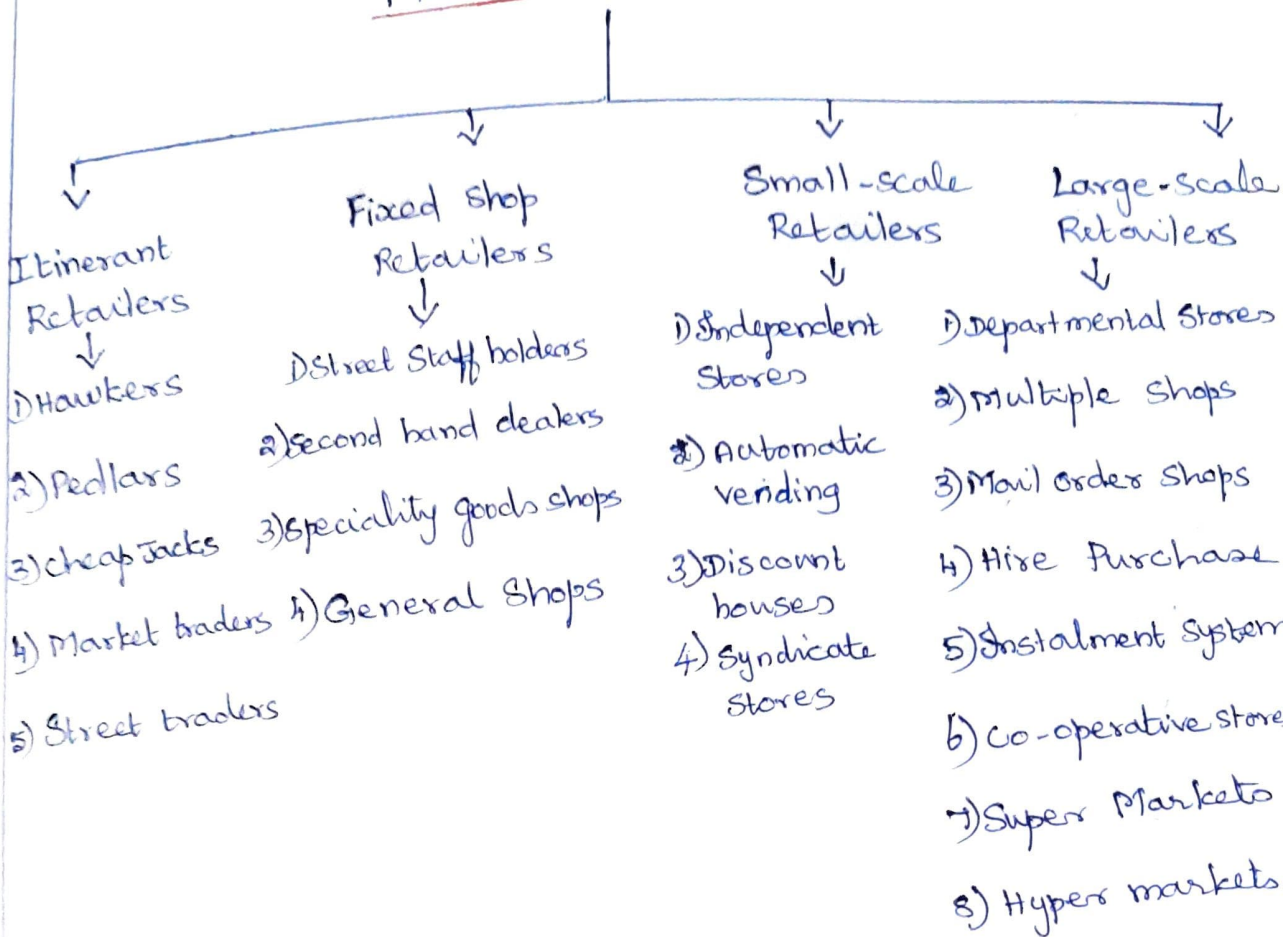 Itinerant
Retailers
1) Hawkers
2) Pedlars
3) Cheap Jacks
4) Market traders
5) Street traders
Fixed Shop
Retailers
1) Street Staff holders
2) Second hand dealers
3) Speciality goods shops
4) General Shops
Small-scale
Retailers
1) Independent
Stores
2) Automatic
vending
3) Discount
houses
4) Syndicate
Stores
Large-scale
Retailers
1) Departmental Stores
2) Multiple Shops
3) Mail order Shops
4) Hire Purchase
5) Instalment System
6) Co-operative Store
7) Super Markets
8) Hyper markets